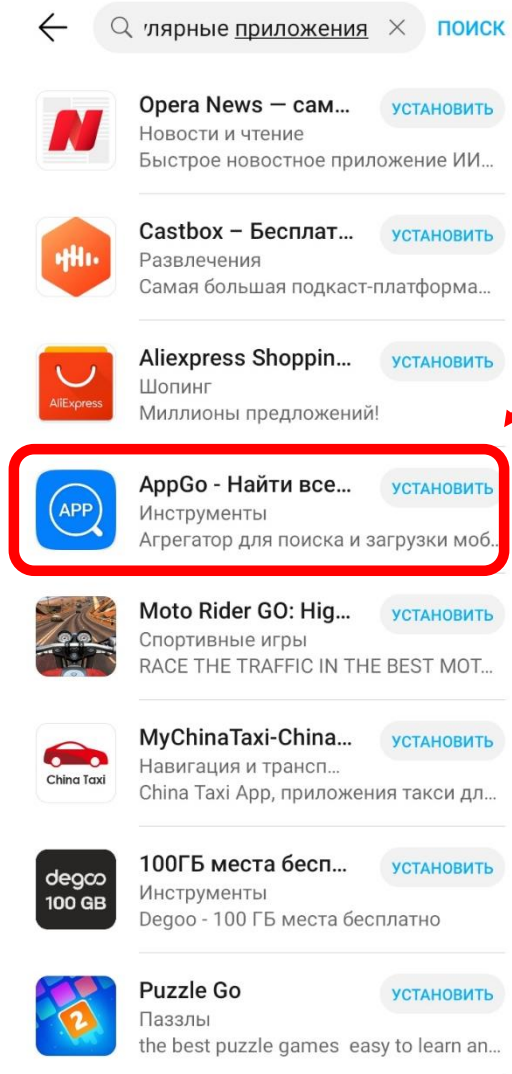 улярные приложения × ПОИСК
Opera News — сам... УСТАНОВИТЬ
Новости и чтение
Быстрое новостное приложение ИИ...
Castbox – Бесплат... УСТАНОВИТЬ
Развлечения
Самая большая подкаст-платформа...
AliExpress
Aliexpress Shoppin... УСТАНОВИТЬ
Шопинг
Миллионы предложений!
APP
AppGo - Найти все... УСТАНОВИТЬ
Инструменты
Агрегатор для поиска и загрузки моб..
Moto Rider GO: Hig... УСТАНОВИТЬ
Спортивные игры
RACE THE TRAFFIC IN THE BEST MOT...
China Taxi
MyChinaTaxi-China... УСТАНОВИТЬ
Навигация и трансп...
China Taxi App, приложения такси дл...
degoo
100 GB
100ГБ места бесп... УСТАНОВИТЬ
Инструменты
Degoo - 100 ГБ места бесплатно
2
Puzzle Go УСТАНОВИТЬ
Паззлы
the best puzzle games easy to learn an...